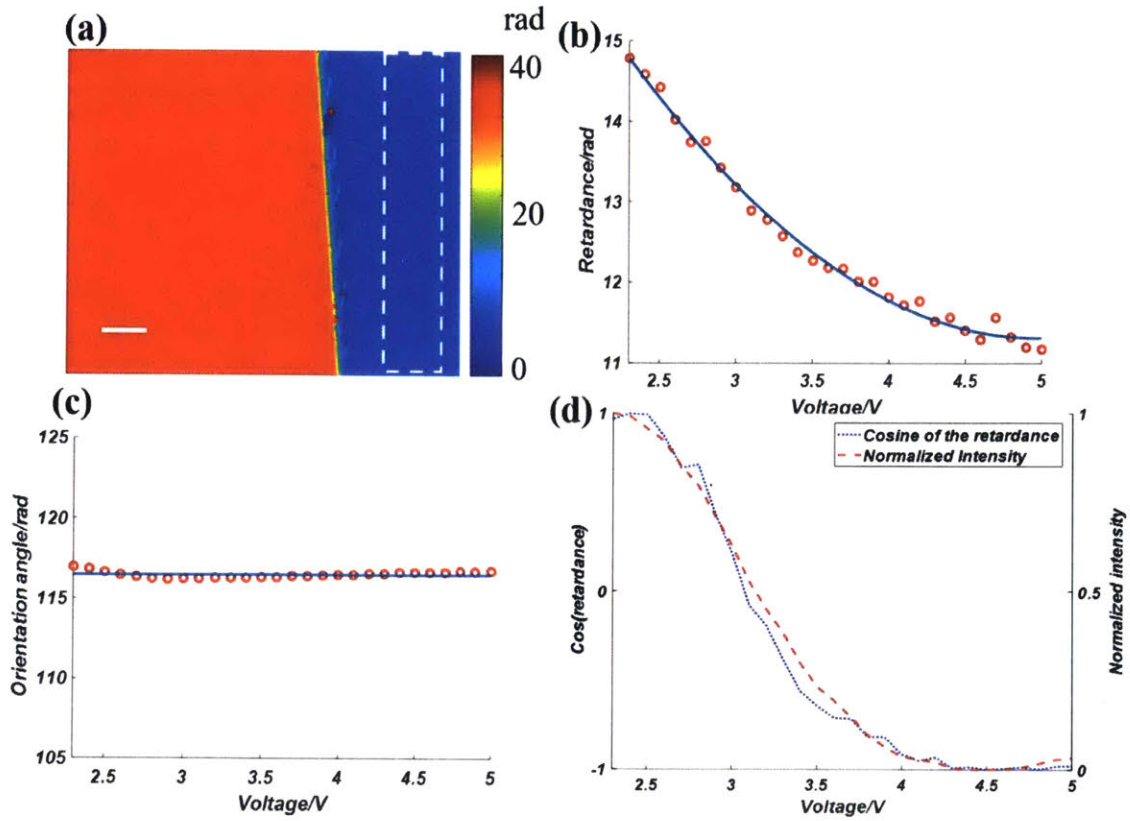 (a)
rad
40
20
0
(b)
Retardance/rad
15
14
13
12
11
2.5 3 3.5 4 4.5 5
Voltage/V
(c)
Orientation angle/rad
125
120
115
110
105
2.5 3 3.5 4 4.5 5
Voltage/V
(d)
Cosine of the retardance
Normalized Intensity
Cos(retardance)
1
0
-1
1
0.5
0
Normalized intensity
2.5 3 3.5 4 4.5 5
Voltage/V